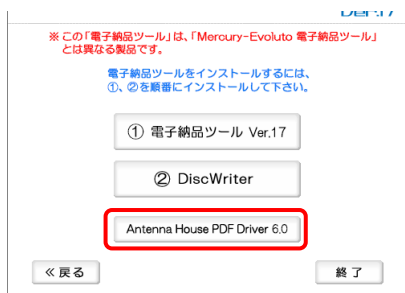 ※この「電子納品ツール」は、「Mercury-Evoluto 電子納品ツール」
とは異なる製品です。
電子納品ツールをインストールするには、
①、②を順番にインストールして下さい。
① 電子納品ツール Ver.17
② DiscWriter
Antenna House PDF Driver 6.0
≪戻る
終了